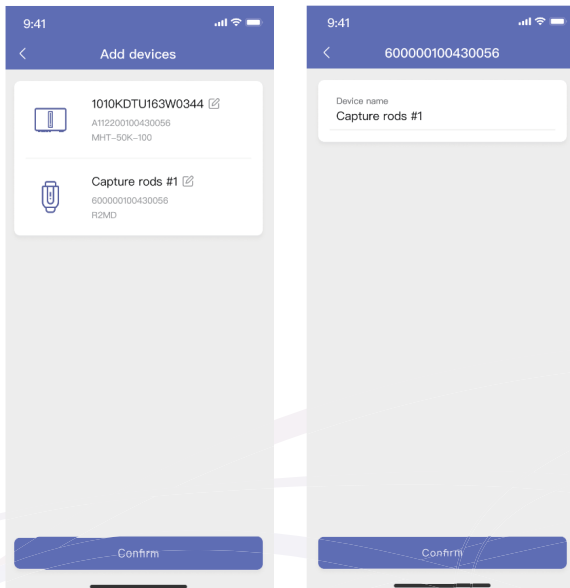 9:41
Add devices
1010KDTU163W0344
A112200100430056
MHT-50K-100
Capture rods #1
600000100430056
R2MD
Confirm
9:41
600000100430056
Device name
Capture rods #1
Confirm